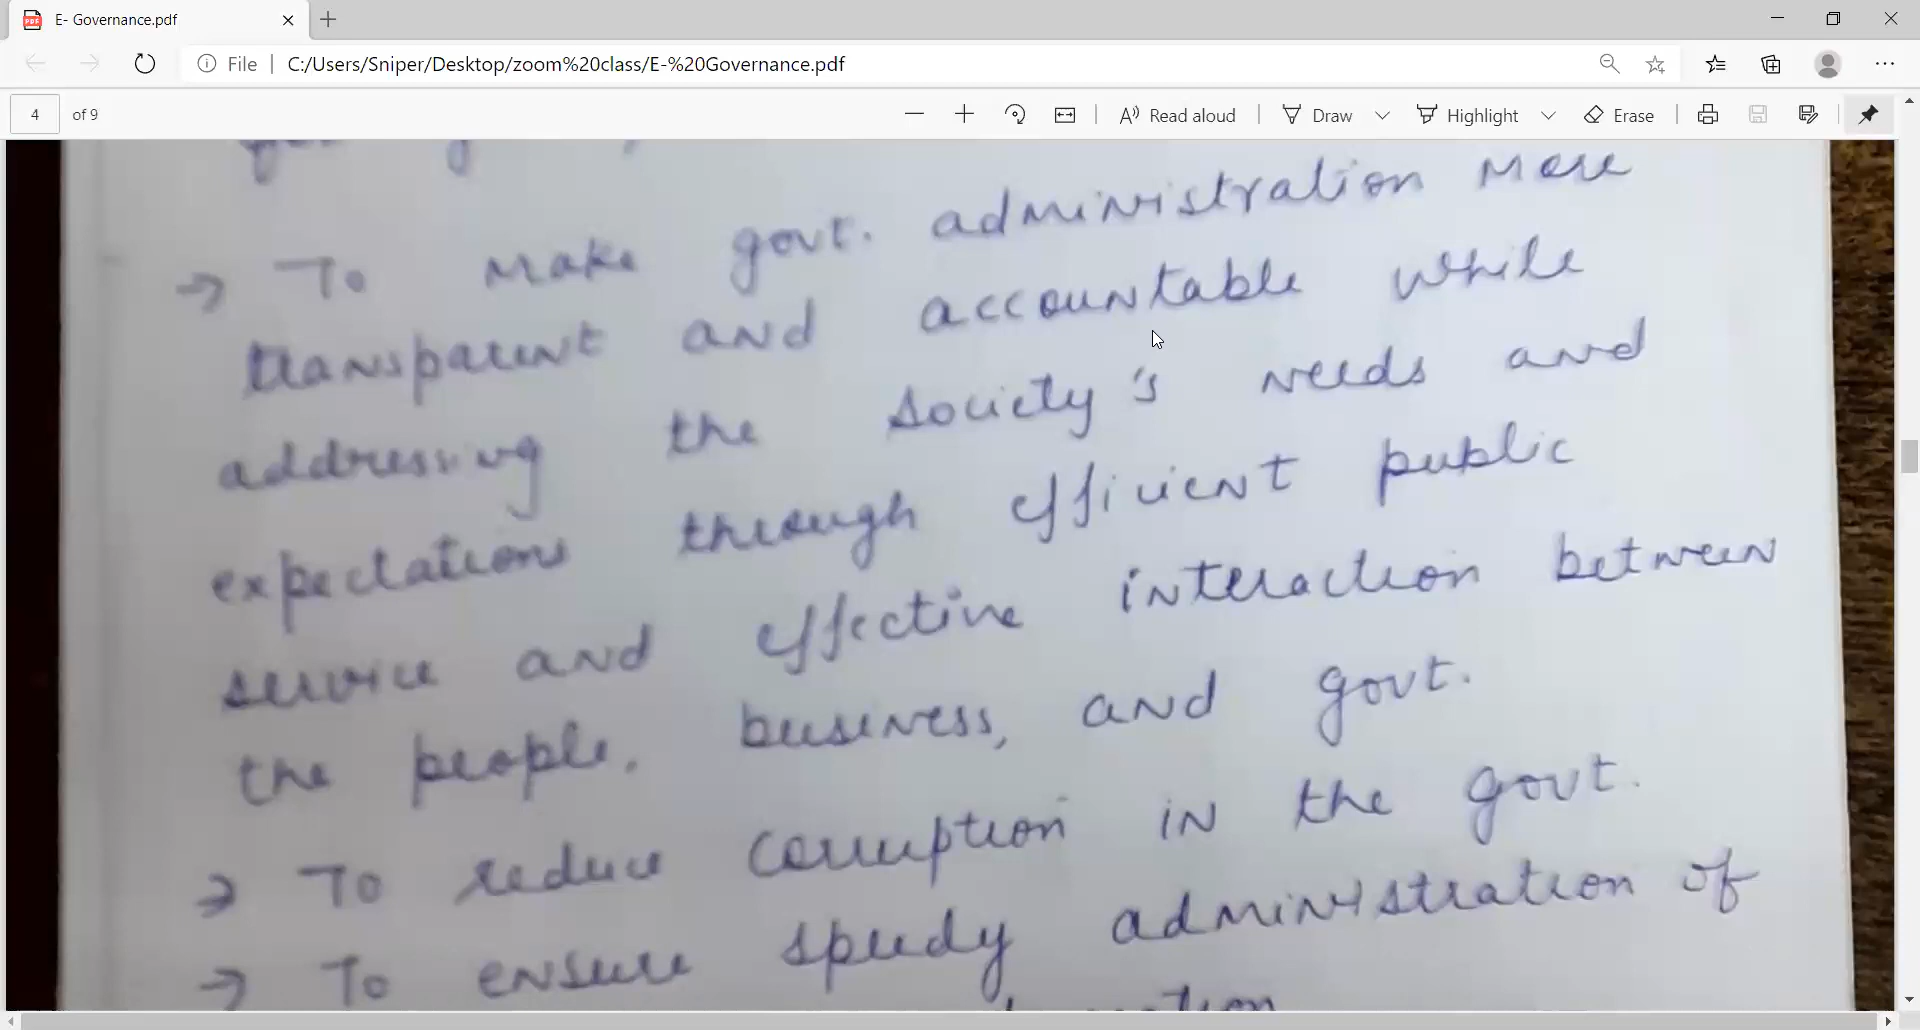 E- Governance.pdf
File
C:/Users/Sniper/Desktop/zoom%20class/E-%20Governance.pdf
4 of 9
Read aloud
Draw
Highlight
Erase
→ To make govt. administration more
transparent and accountable while
addressing the society's needs and
expectations through efficient public
service and effective interaction between
the people, business, and govt.
→ To reduce corruption in the govt.
→ To ensure speedy administration of